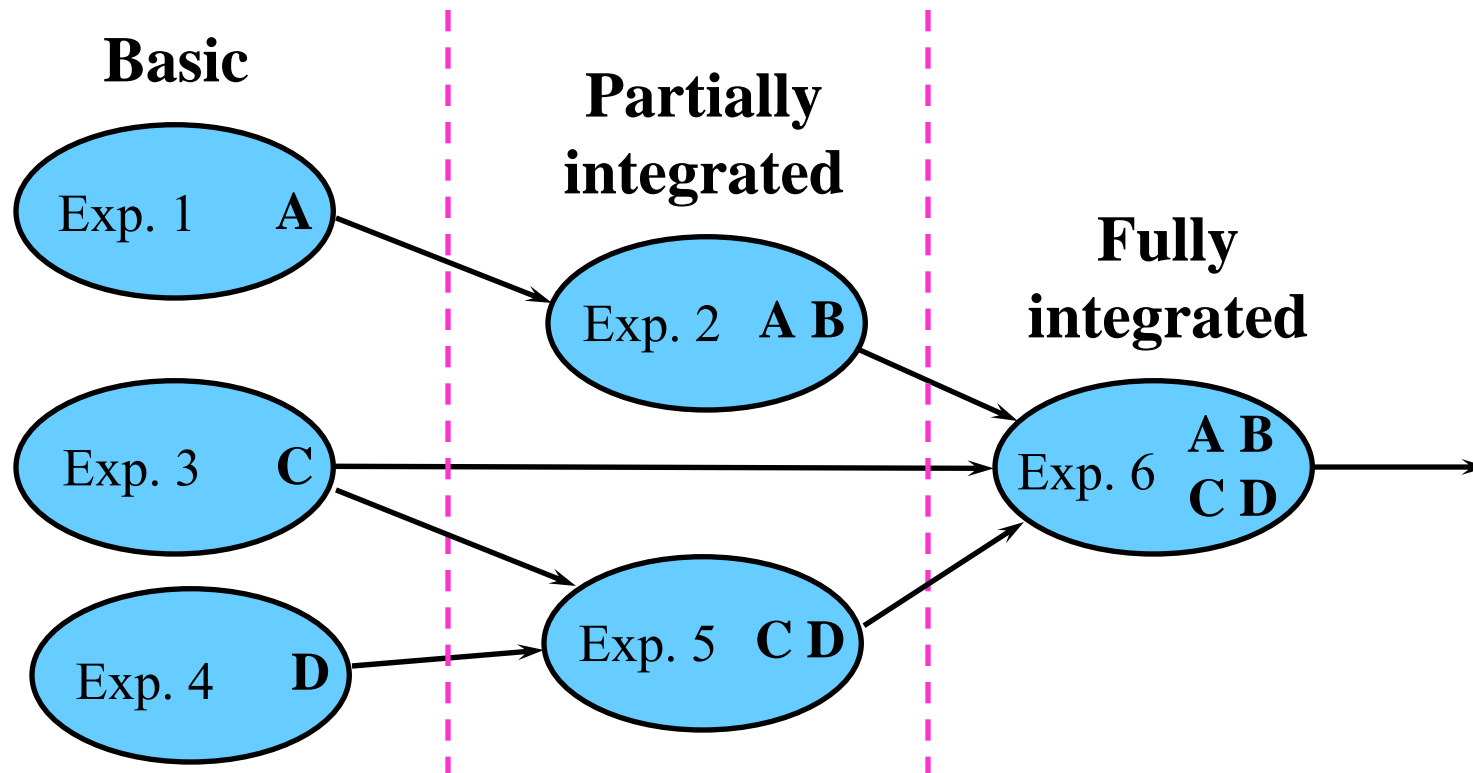 Basic
Exp. 1 A
Exp. 3 C
Exp. 4 D
Partially
integrated
Exp. 2 A B
Exp. 5 C D
Fully
integrated
A B
Exp. 6
C D